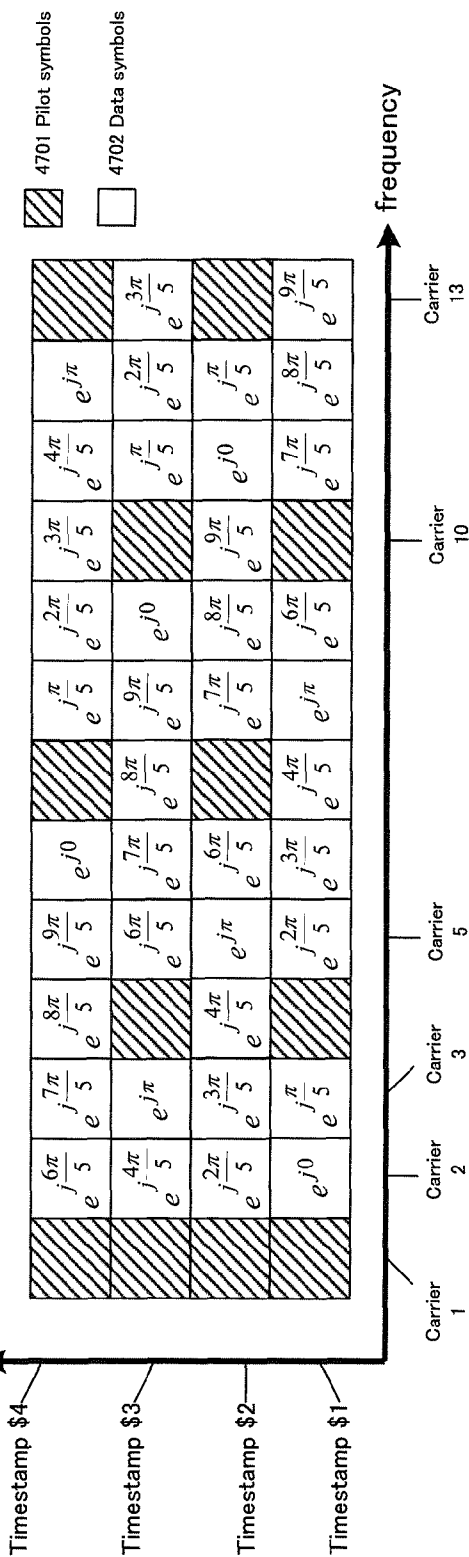 4701 Pilot symbols
4702 Data symbols
Timestamp $4
e^{j6π/5} e^{j7π/5} e^{j8π/5} e^{j9π/5} e^{j0} e^{jπ/5} e^{j2π/5} e^{j3π/5} e^{j4π/5} e^{jπ}
Timestamp $3
e^{j4π/5} e^{jπ} e^{j6π/5} e^{j7π/5} e^{j8π/5} e^{j9π/5} e^{j0} e^{jπ/5} e^{j2π/5} e^{j3π/5}
Timestamp $2
e^{j2π/5} e^{j3π/5} e^{j4π/5} e^{jπ} e^{j6π/5} e^{j7π/5} e^{j8π/5} e^{j9π/5} e^{j0} e^{jπ/5}
Timestamp $1
e^{j0} e^{jπ/5} e^{j2π/5} e^{j3π/5} e^{j4π/5} e^{jπ} e^{j6π/5} e^{j7π/5} e^{j8π/5} e^{j9π/5}
frequency
Carrier
1
Carrier
2
Carrier
3
Carrier
5
Carrier
10
Carrier
13